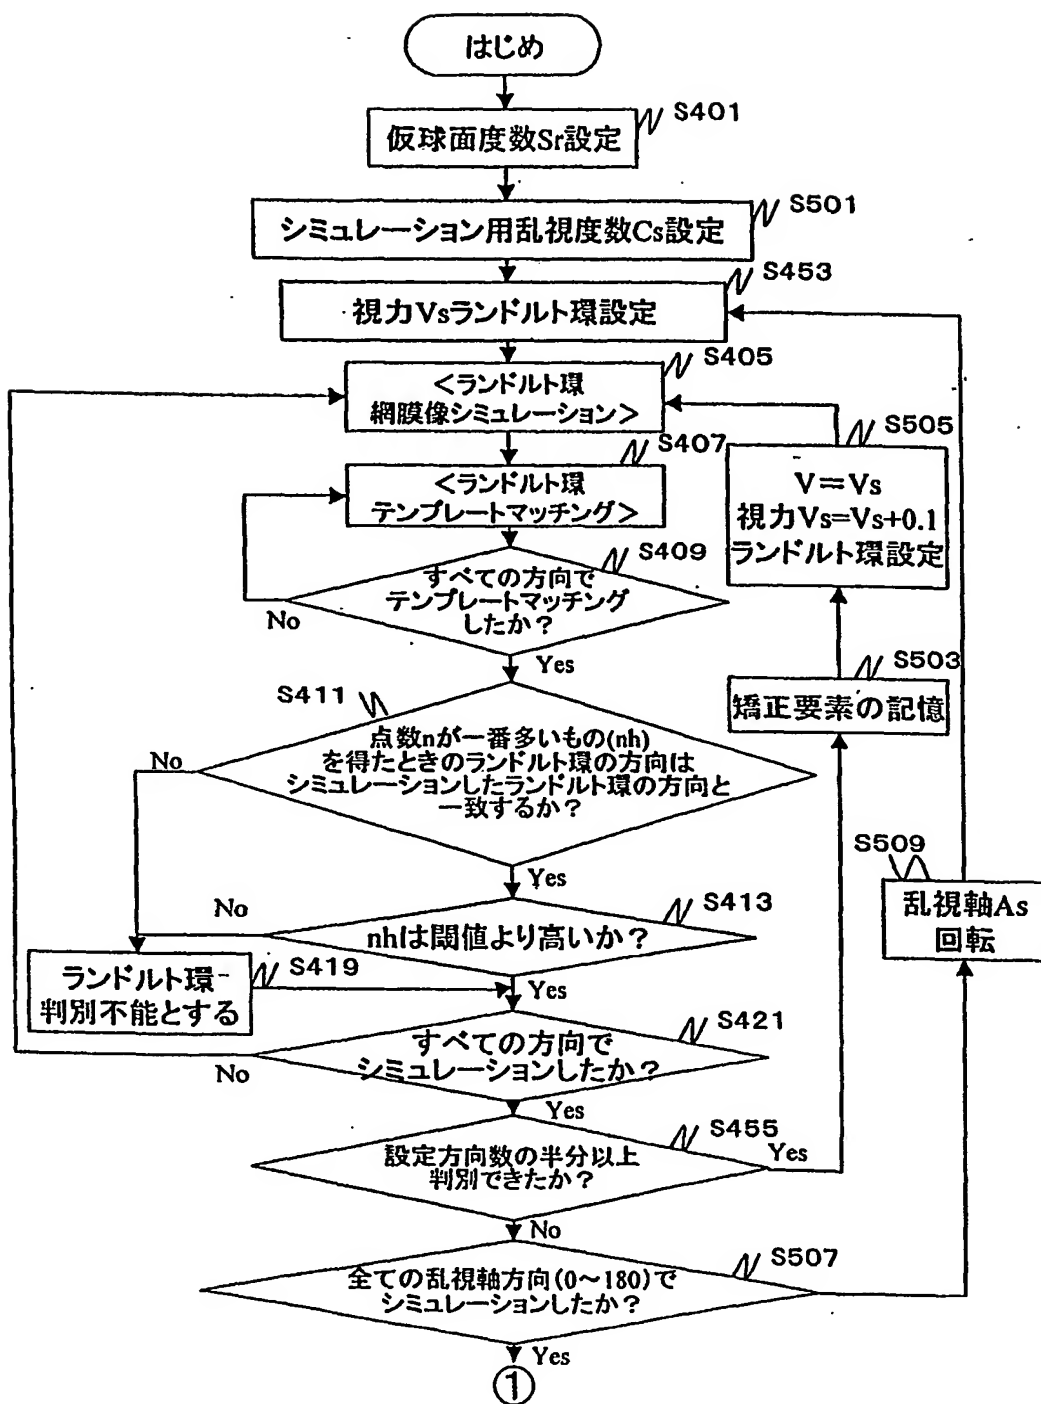 はじめ
S401
仮球面度数Sr設定
S501
シミュレーション用乱視度数Cs設定
S453
視力Vsランドルト環設定
S405
<ランドルト環
網膜像シミュレーション>
S407
<ランドルト環
テンプレートマッチング>
S505
V=Vs
視力Vs=Vs+0.1
ランドルト環設定
S409
すべての方向で
テンプレートマッチング
したか?
No
Yes
S503
矯正要素の記憶
S411
点数nが一番多いもの(nh)
を得たときのランドルト環の方向は
シミュレーションしたランドルト環の方向と
一致するか?
No
Yes
S509
乱視軸As
回転
S413
nhは閾値より高いか?
No
Yes
S419
ランドルト環
判別不能とする
S421
すべての方向で
シミュレーションしたか?
No
Yes
S455
設定方向数の半分以上
判別できたか?
Yes
No
S507
全ての乱視軸方向(0~180)で
シミュレーションしたか?
Yes
①